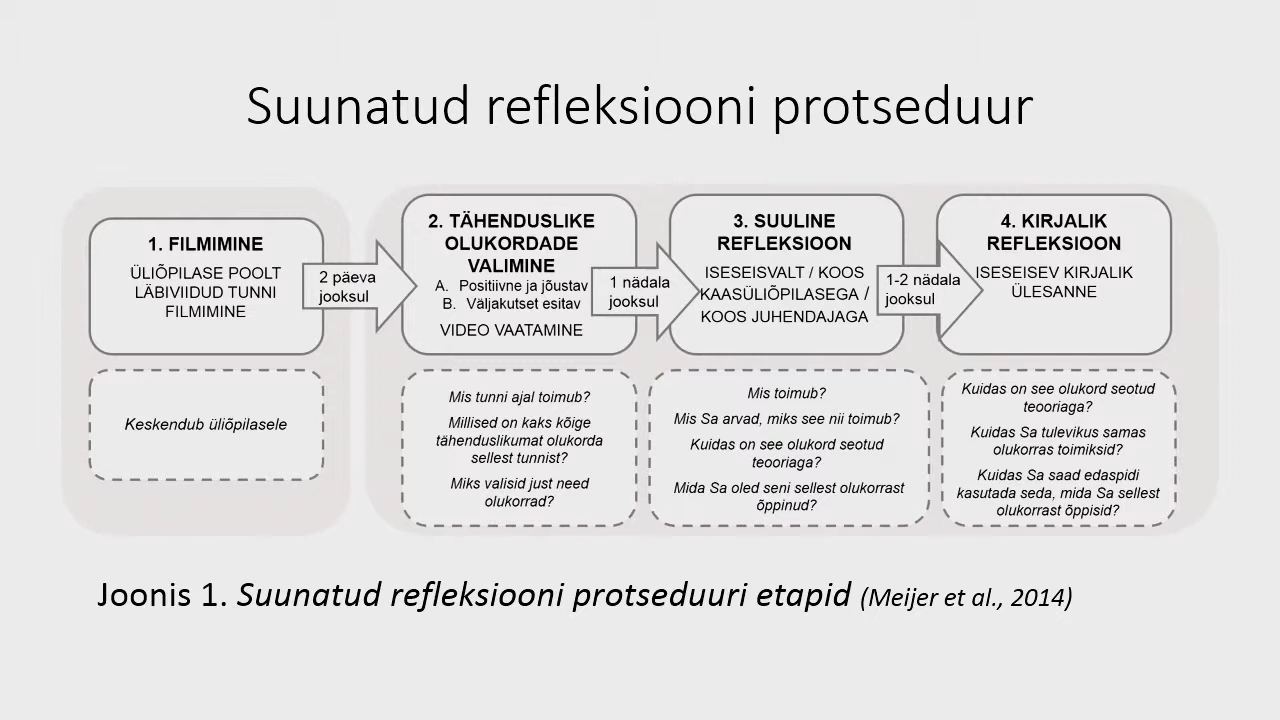 Suunatud refleksiooni protseduur
1. FILMIMINE
ÜLIÕPILASE POOLT
LÄBIVIIDUD TUNNI
FILMIMINE
2 päeva
jooksul
2. TÄHENDUSLIKE
OLUKORDADE
VALIMINE
A. Positiivne ja jõustav
B. Väljakutset esitav
VIDEO VAATAMINE
1 nädala
jooksul
3. SUULINE
REFLEKSIOON
ISESEISVALT / KOOS
KAASÜLIÕPILASEGA /
KOOS JUHENDAJAGA
1-2 nädala
jooksul
4. KIRJALIK
REFLEKSIOON
ISESEISEV KIRJALIK
ÜLESANNE
Keskendub üliõpilasele
Mis tunni ajal toimub?
Millised on kaks kõige
tähenduslikumat olukorda
sellest tunnist?
Miks valisid just need
olukorrad?
Mis toimub?
Mis Sa arvad, miks see nii toimub?
Kuidas on see olukord seotud
teooriaga?
Mida Sa oled seni sellest olukorrast
õppinud?
Kuidas on see olukord seotud
teooriaga?
Kuidas Sa tulevikus samas
olukorras toimiksid?
Kuidas Sa saad edaspidi
kasutada seda, mida Sa sellest
olukorrast õppisid?
Joonis 1. Suunatud refleksiooni protseduuri etapid (Meijer et al., 2014)